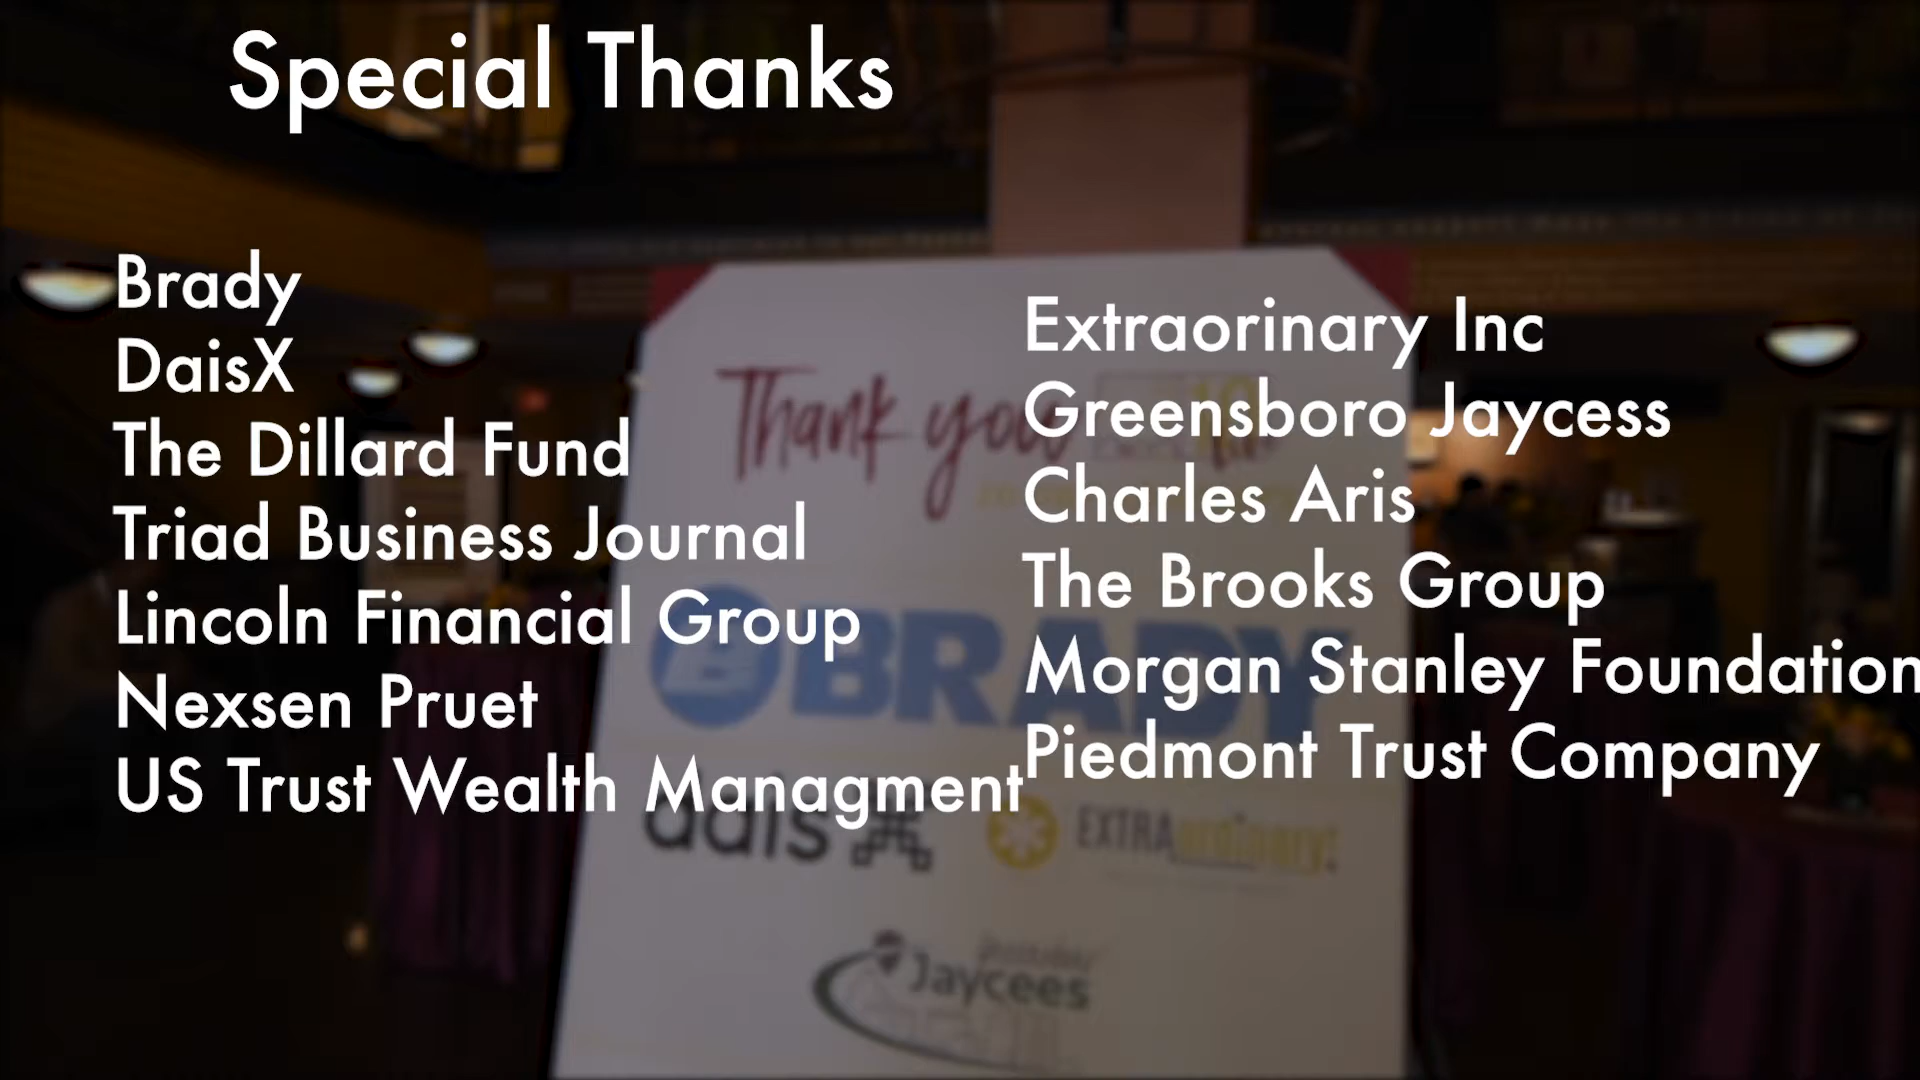 Special Thanks
Brady
DaisX
The Dillard Fund
Triad Business Journal
Lincoln Financial Group
Nexsen Pruet
US Trust Wealth Managment
Extraorinary Inc
Greensboro Jaycess
Charles Aris
The Brooks Group
Morgan Stanley Foundation
Piedmont Trust Company
Thank you
BRADY
dais
EXTRAordinary!
Jaycees